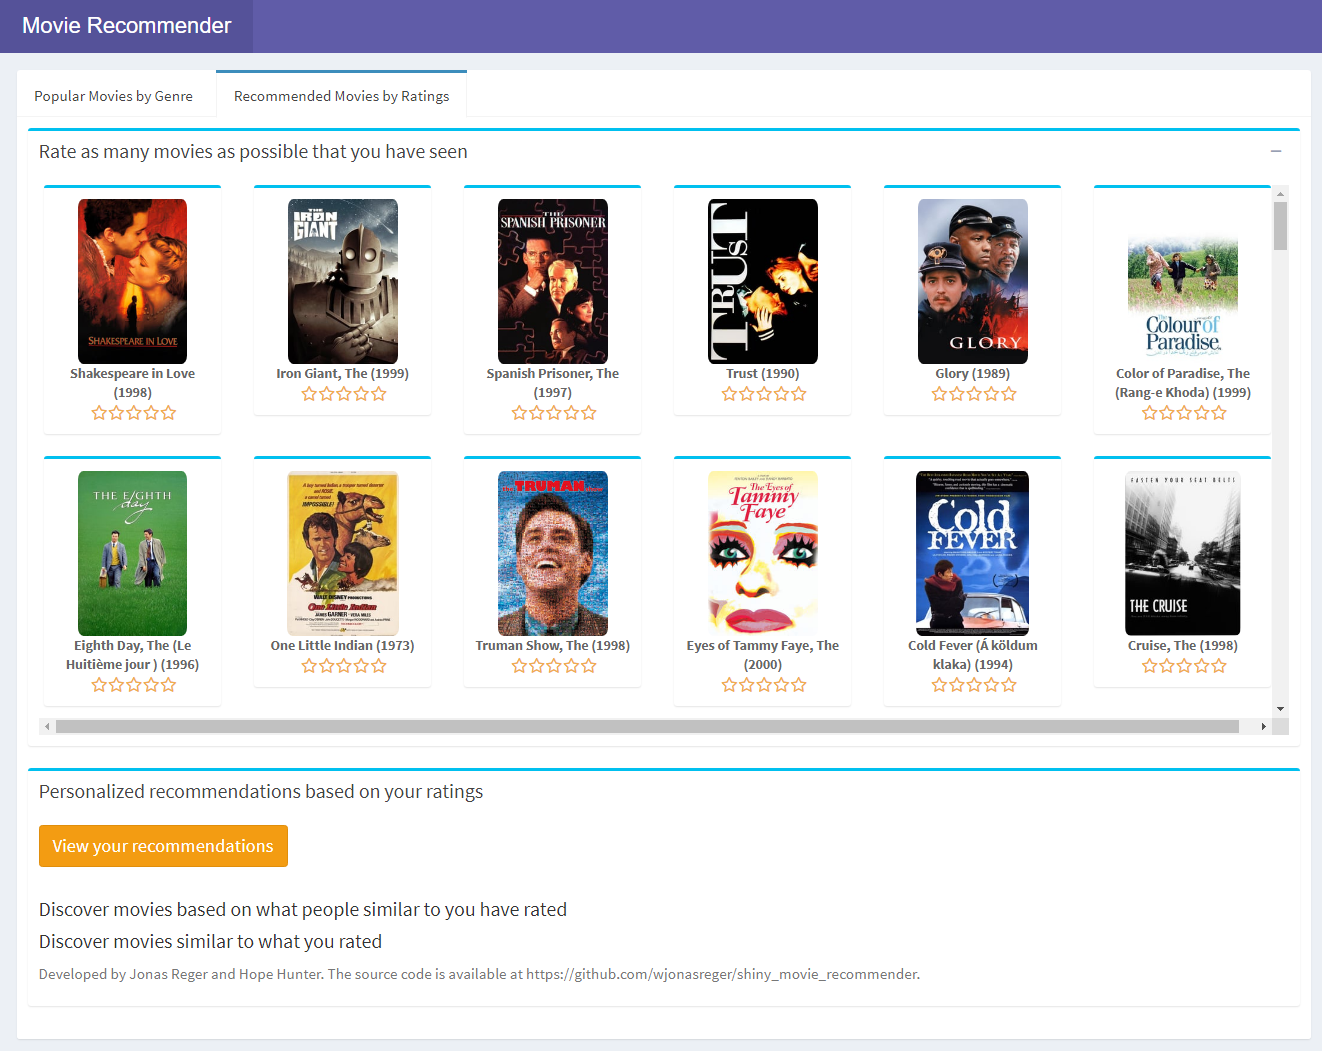 Movie Recommender
Popular Movies by Genre
Recommended Movies by Ratings
Rate as many movies as possible that you have seen
SHAKESPEARE IN LOVE
Shakespeare in Love
(1998)
THE
IRON
GIANT
Iron Giant, The (1999)
THE
SPANISH PRISONER
Spanish Prisoner, The
(1997)
TRUST
Trust (1990)
GLORY
Glory (1989)
The
Colour of
Paradise
Color of Paradise, The
(Rang-e Khoda) (1999)
THE EIGHTH
day
Eighth Day, The (Le
Huitième jour ) (1996)
WALT DISNEY PRODUCTIONS
One Little Indian
JAMES GARNER · VERA MILES
One Little Indian (1973)
THE TRUMAN SHOW
Truman Show, The (1998)
The Eyes of
Tammy
Faye
Eyes of Tammy Faye, The
(2000)
Cold
FEVER
Cold Fever (Á köldum
klaka) (1994)
FASTEN YOUR SEAT BELTS
THE CRUISE
Cruise, The (1998)
Personalized recommendations based on your ratings
View your recommendations
Discover movies based on what people similar to you have rated
Discover movies similar to what you rated
Developed by Jonas Reger and Hope Hunter. The source code is available at https://github.com/wjonasreger/shiny_movie_recommender.